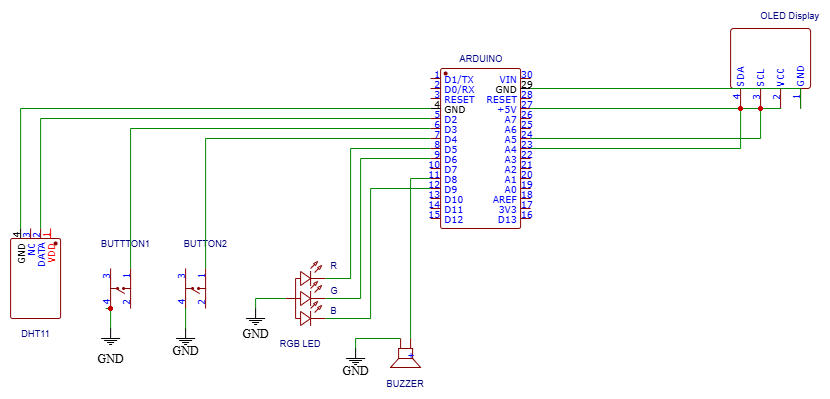 OLED Display
SDA
SCL
VCC
GND
4
3
2
1
ARDUINO
1 D1/TX VIN 30
2 D0/RX GND 29
3 RESET RESET 28
4 GND +5V 27
5 D2 A7 26
6 D3 A6 25
7 D4 A5 24
8 D5 A4 23
9 D6 A3 22
10 D7 A2 21
11 D8 A1 20
12 D9 A0 19
13 D10 AREF 18
14 D11 3V3 17
15 D12 D13 16
4
3
2
1
GND
NC
DATA
VDD
DHT11
BUTTTON1
3 1
4 2
GND
BUTTON2
3 1
4 2
GND
R
G
B
GND
RGB LED
GND
+
BUZZER